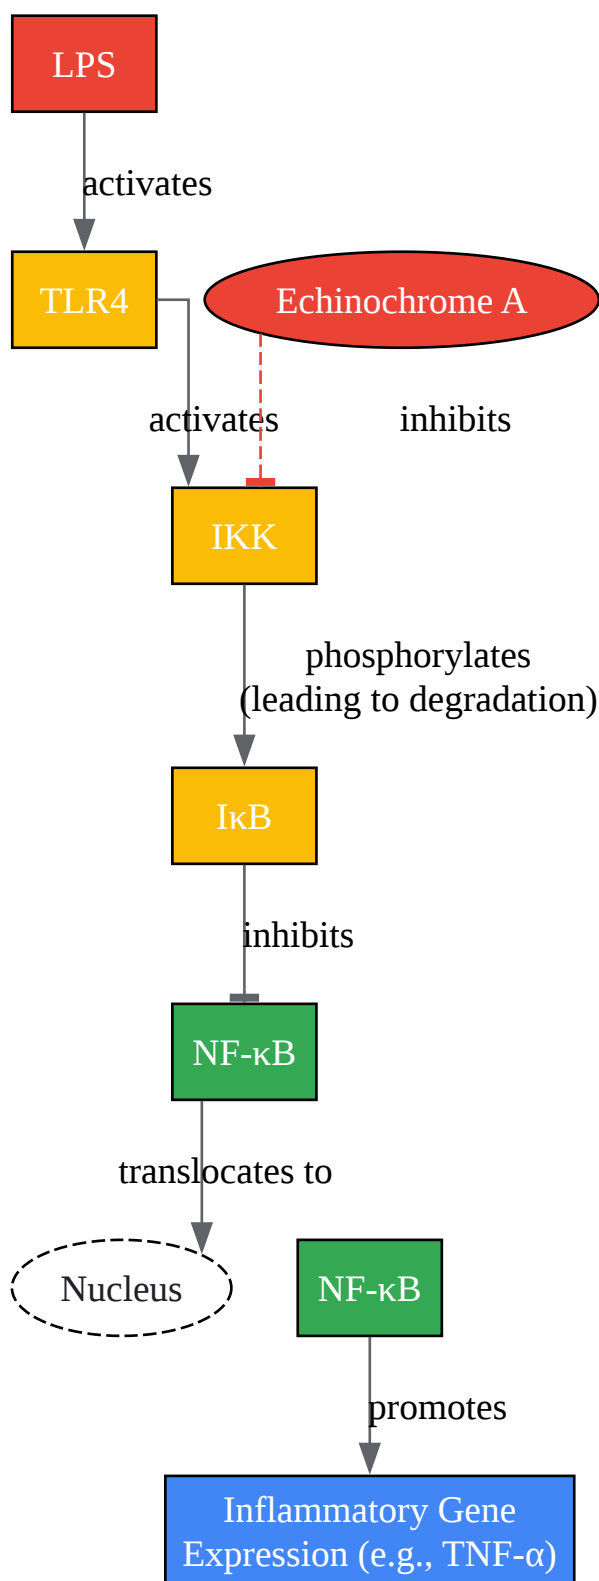 LPS
activates
TLR4
Echinochrome A
activates
inhibits
IKK
phosphorylates
(leading to degradation)
IκB
inhibits
NF-κB
translocates to
Nucleus
NF-κB
promotes
Inflammatory Gene
Expression (e.g., TNF-α)